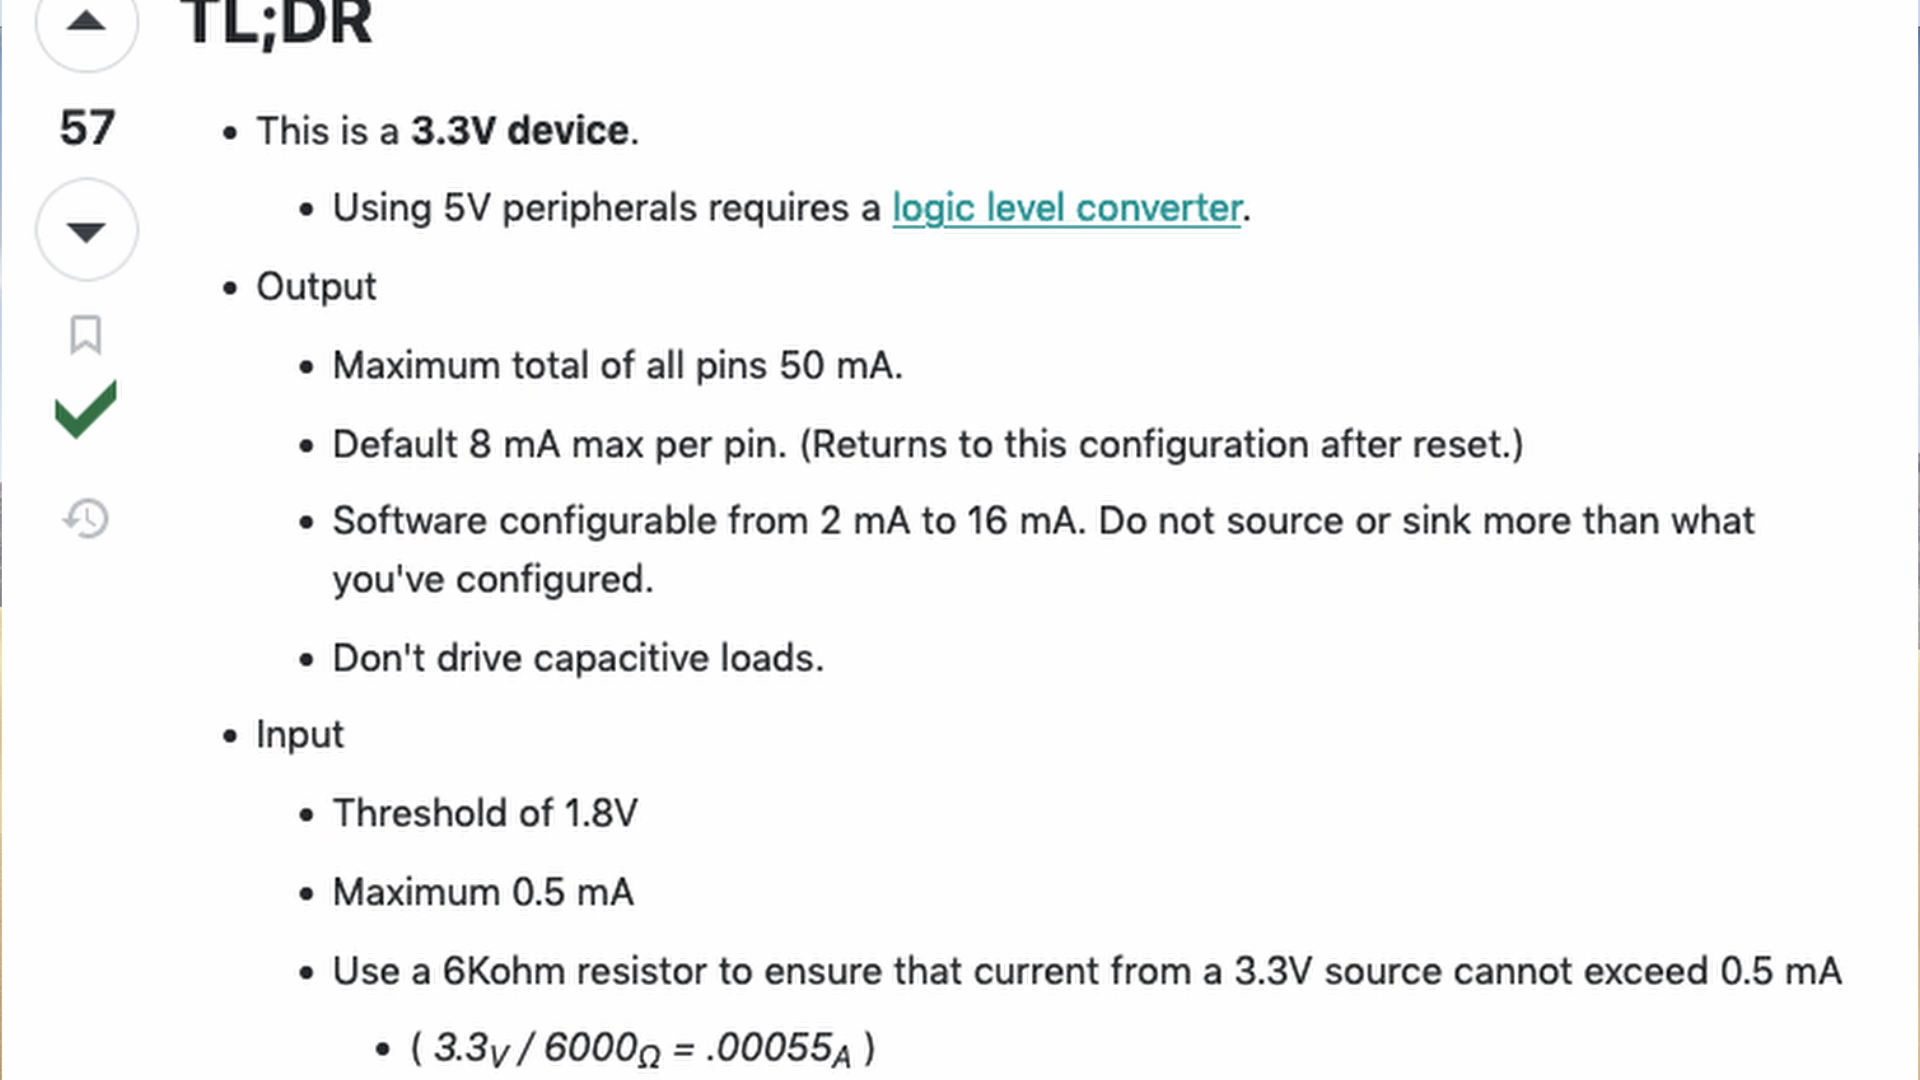 TL;DR
57
• This is a 3.3V device.
• Using 5V peripherals requires a logic level converter.
• Output
• Maximum total of all pins 50 mA.
• Default 8 mA max per pin. (Returns to this configuration after reset.)
• Software configurable from 2 mA to 16 mA. Do not source or sink more than what
you've configured.
• Don't drive capacitive loads.
• Input
• Threshold of 1.8V
• Maximum 0.5 mA
• Use a 6Kohm resistor to ensure that current from a 3.3V source cannot exceed 0.5 mA
• ( 3.3V / 6000Ω = .00055A )